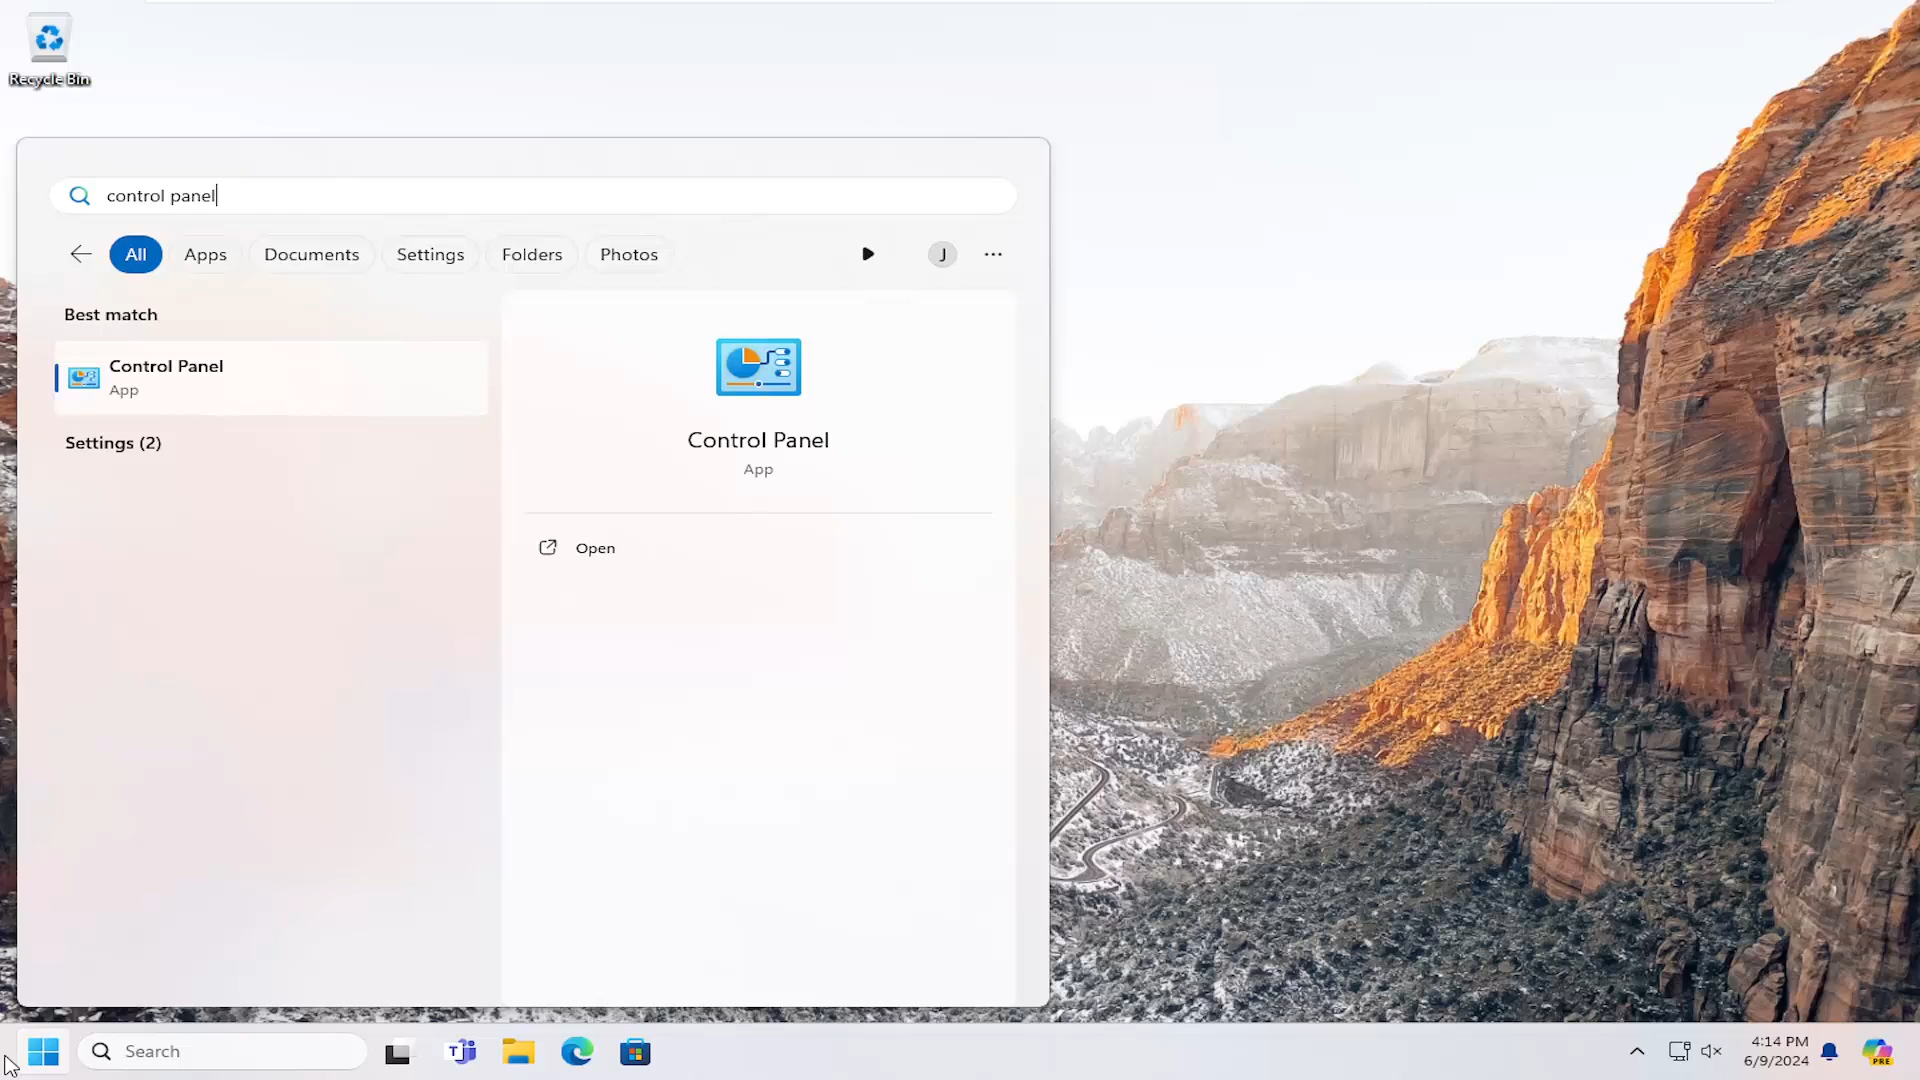 Recycle Bin
control panel
All Apps Documents Settings Folders Photos J
Best match
Control Panel
App
Settings (2)
Control Panel
App
Open
Search
4:14 PM
6/9/2024
PRE